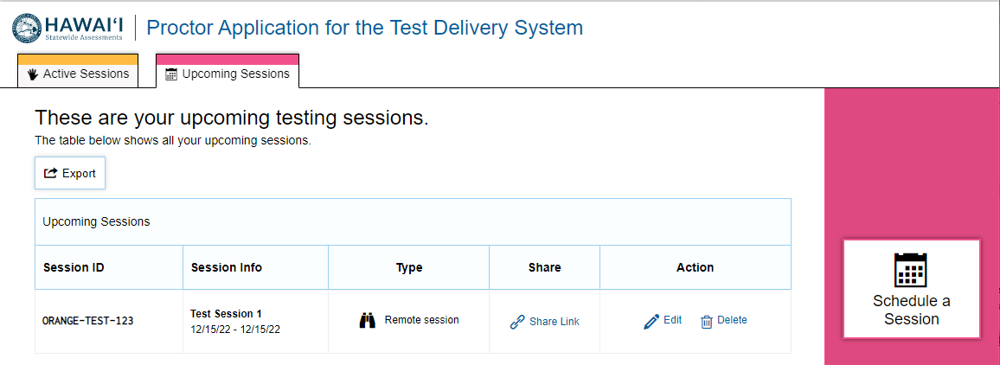 HAWAIʻI
Statewide Assessments
Proctor Application for the Test Delivery System
Active Sessions
Upcoming Sessions
These are your upcoming testing sessions.
The table below shows all your upcoming sessions.
Export
Upcoming Sessions
Session ID Session Info Type Share Action
ORANGE-TEST-123
Test Session 1
12/15/22 - 12/15/22
Remote session
Share Link
Edit
Delete
Schedule a
Session